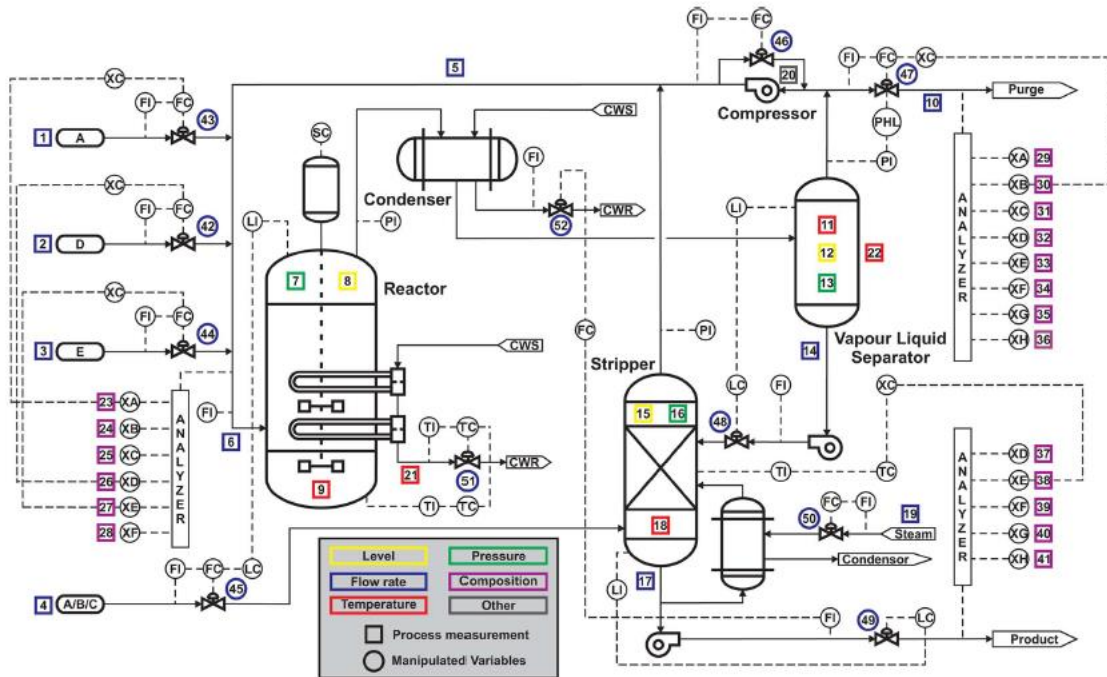 FI FC 46
5
FI FC XC 47
20
Compressor
10
Purge
PHL
PI
XC
FI FC 43
1 A
CWS
SC
Condenser
FI
CWR
52
XC
FI FC 42
2 D
LI
PI
7 8
Reactor
LI
11
12 22
13
Vapour Liquid
Separator
14
ANALYZER
XA 29
XB 30
XC 31
XD 32
XE 33
XF 34
XG 35
XH 36
XC
FI FC 44
3 E
CWS
FC
Stripper
PI
LC FI
48
XC
15 16
TI TC
23 XA
24 XB
25 XC
26 XD
27 XE
28 XF
ANALYZER
FI
6
TI TC
21
51
CWR
9
TI TC
18
50 FC FI
19
Steam
Condensor
ANALYZER
XD 37
XE 38
XF 39
XG 40
XH 41
FI FC LC
45
4 A/B/C
17
LI
FI
49
LC
Product
Level Pressure
Flow rate Composition
Temperature Other
Process measurement
Manipulated Variables